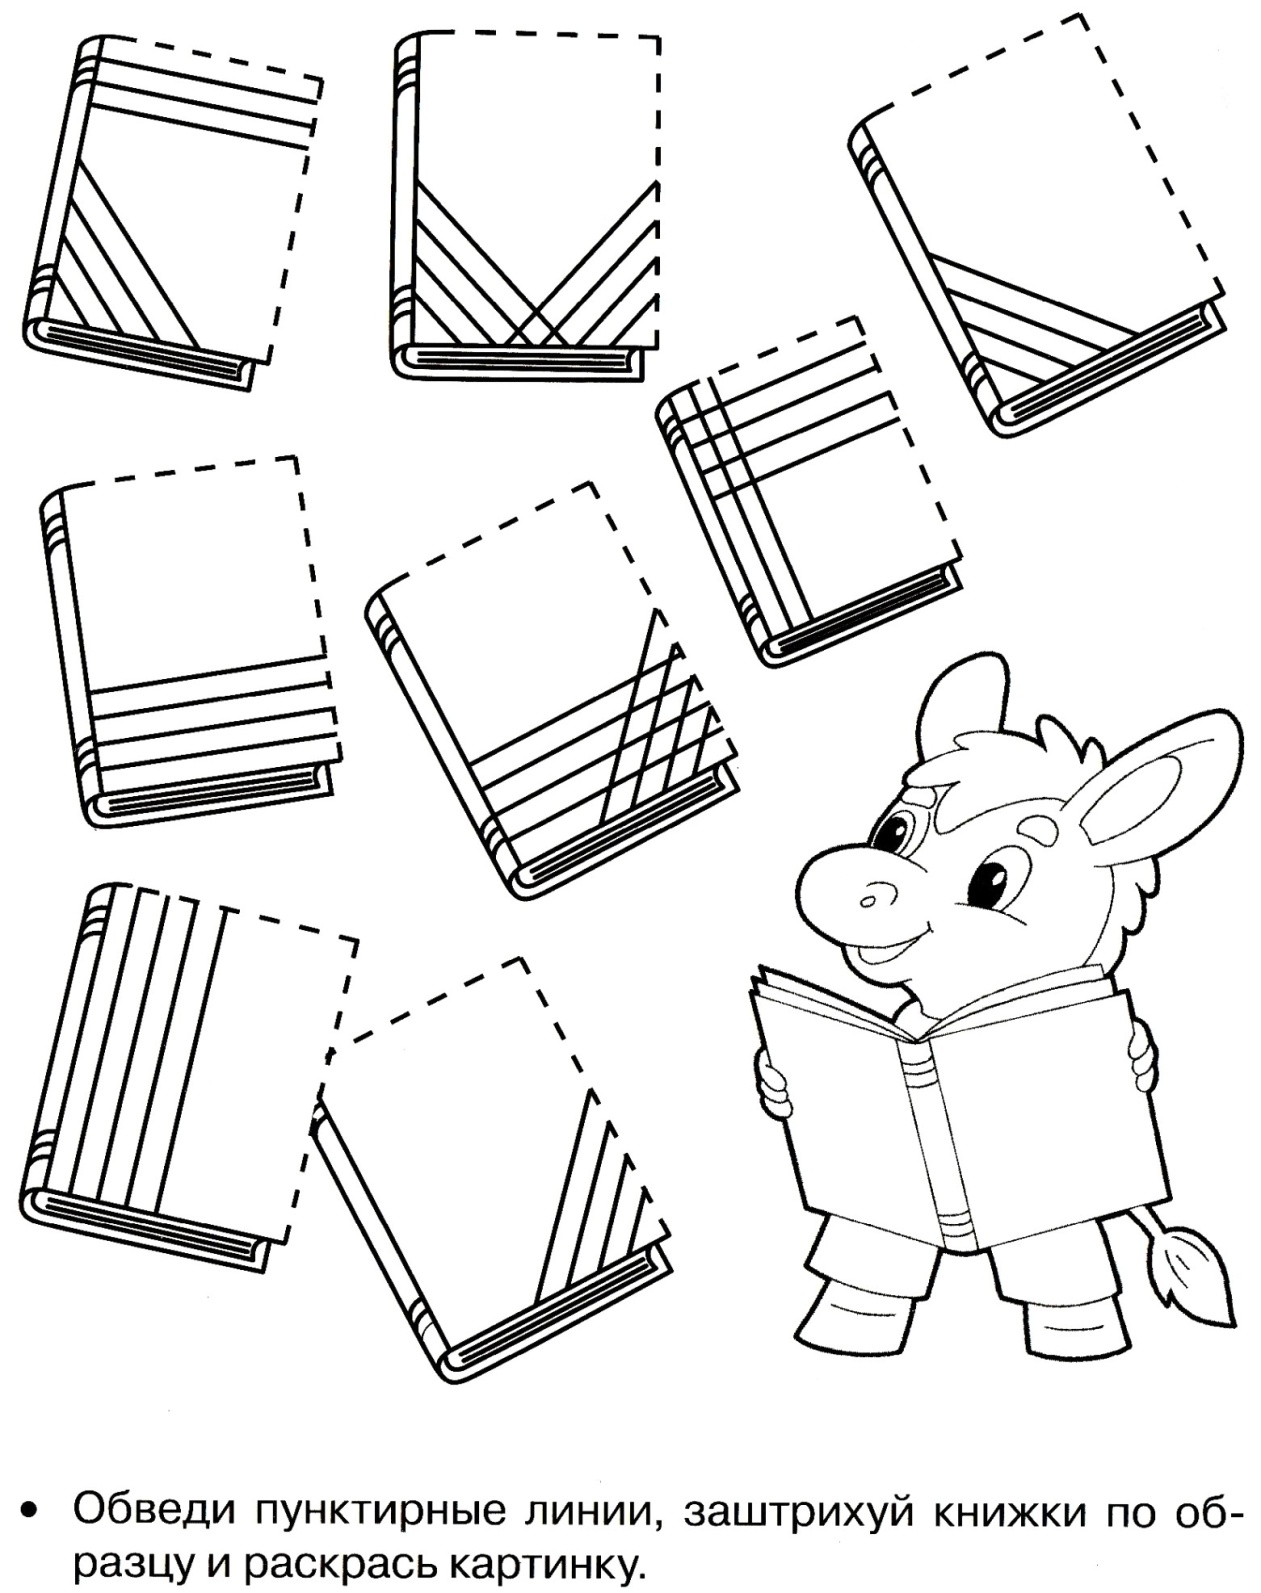 • Обведи пунктирные линии, заштрихуй книжки по об-
разцу и раскрась картинку.